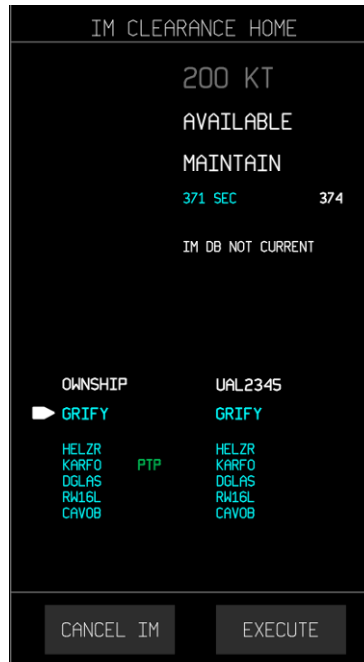 IM CLEARANCE HOME
200 KT
AVAILABLE
MAINTAIN
371 SEC 374
IM DB NOT CURRENT
OWNSHIP UAL2345
GRIFY GRIFY
HELZR HELZR
KARFO PTP KARFO
DGLAS DGLAS
RW16L RW16L
CAVOB CAVOB
CANCEL IM EXECUTE